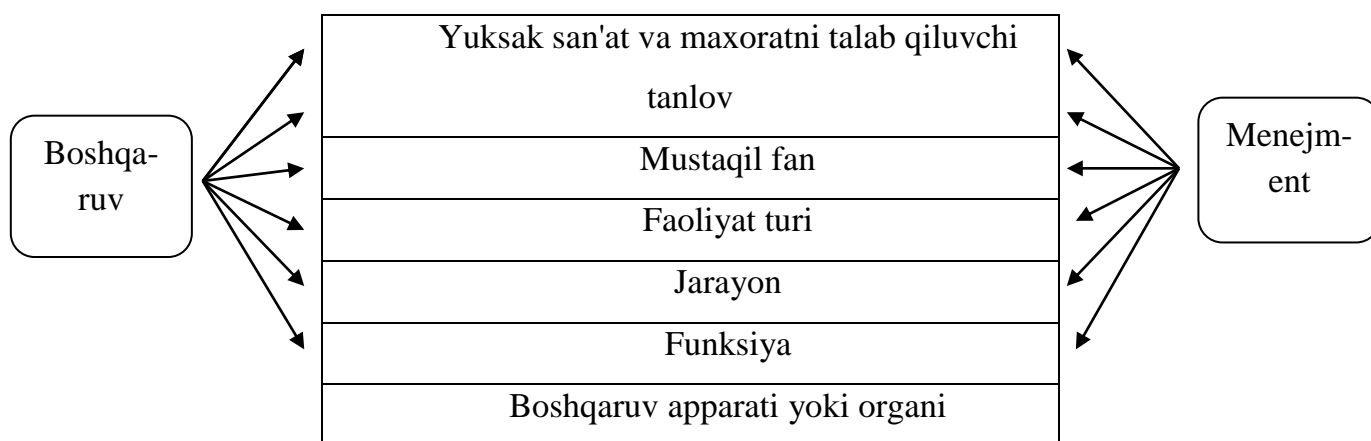 Boshqa-
ruv
Yuksak san'at va maxoratni talab qiluvchi
tanlov
Mustaqil fan
Faoliyat turi
Jarayon
Funksiya
Boshqaruv apparati yoki organi
Menejm-
ent